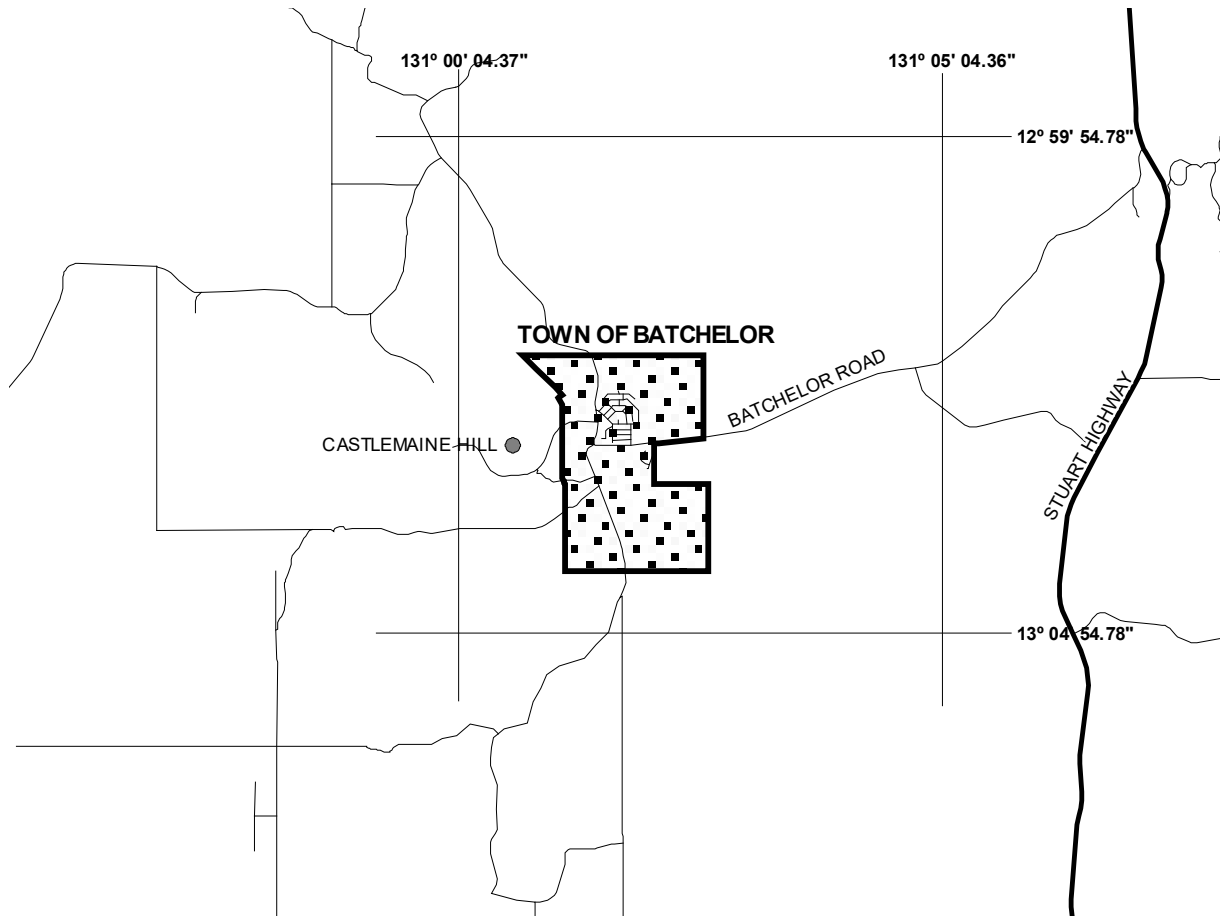 131º 00' 04.37"
131º 05' 04.36"
12º 59' 54.78"
TOWN OF BATCHELOR
BATCHELOR ROAD
CASTLEMAINE HILL
STUART HIGHWAY
13º 04' 54.78"